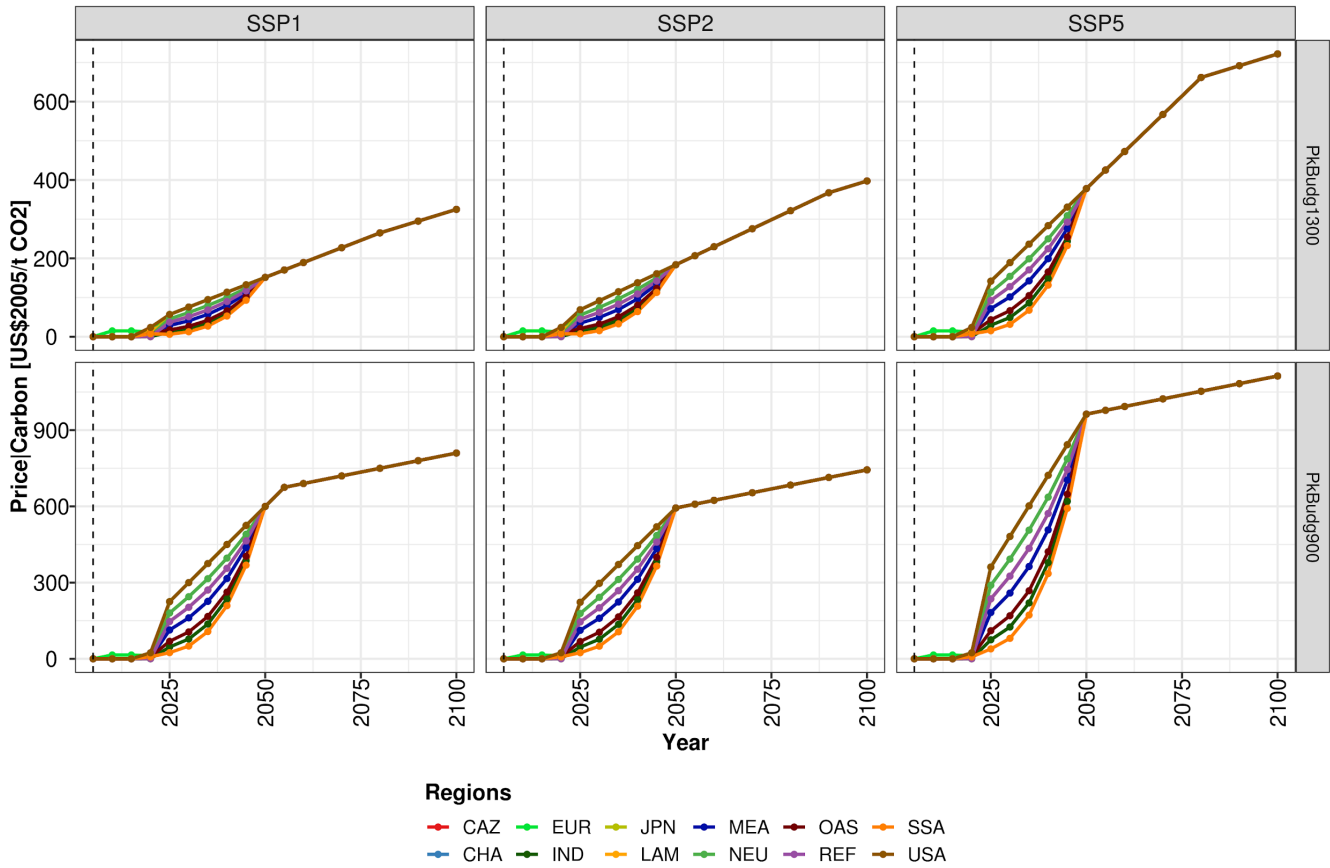 SSP1
SSP2
SSP5
Price|Carbon [US$2005/t CO2]
600
400
200
0
PkBudg1300
900
600
300
0
PkBudg900
2025
2050
2075
2100
2025
2050
2075
2100
2025
2050
2075
2100
Year
Regions
CAZ
EUR
JPN
MEA
OAS
SSA
CHA
IND
LAM
NEU
REF
USA